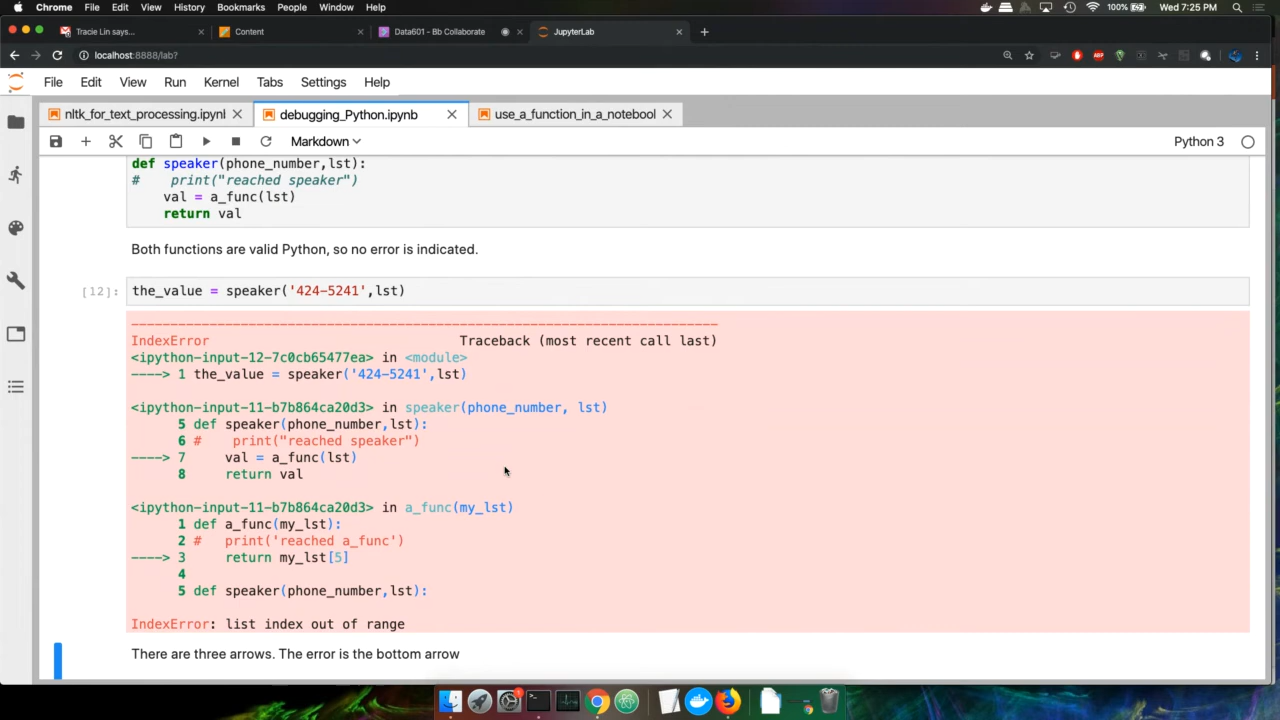 Chrome File Edit View History Bookmarks People Window Help 100% Wed 7:25 PM
Tracie Lin says... Content Data601 - Bb Collaborate JupyterLab
localhost:8888/lab? ABP
File Edit View Run Kernel Tabs Settings Help
nltk_for_text_processing.ipynl debugging_Python.ipynb use_a_function_in_a_notebool
Markdown Python 3
def speaker(phone_number,lst):
#    print("reached speaker")
    val = a_func(lst)
    return val
Both functions are valid Python, so no error is indicated.
[12]: the_value = speaker('424-5241',lst)
---------------------------------------------------------------------------
IndexError Traceback (most recent call last)
<ipython-input-12-7c0cb65477ea> in <module>
----> 1 the_value = speaker('424-5241',lst)
<ipython-input-11-b7b864ca20d3> in speaker(phone_number, lst)
      5 def speaker(phone_number,lst):
      6 #    print("reached speaker")
----> 7     val = a_func(lst)
      8     return val
<ipython-input-11-b7b864ca20d3> in a_func(my_lst)
      1 def a_func(my_lst):
      2 #    print('reached a_func')
----> 3     return my_lst[5]
      4
      5 def speaker(phone_number,lst):
IndexError: list index out of range
There are three arrows. The error is the bottom arrow